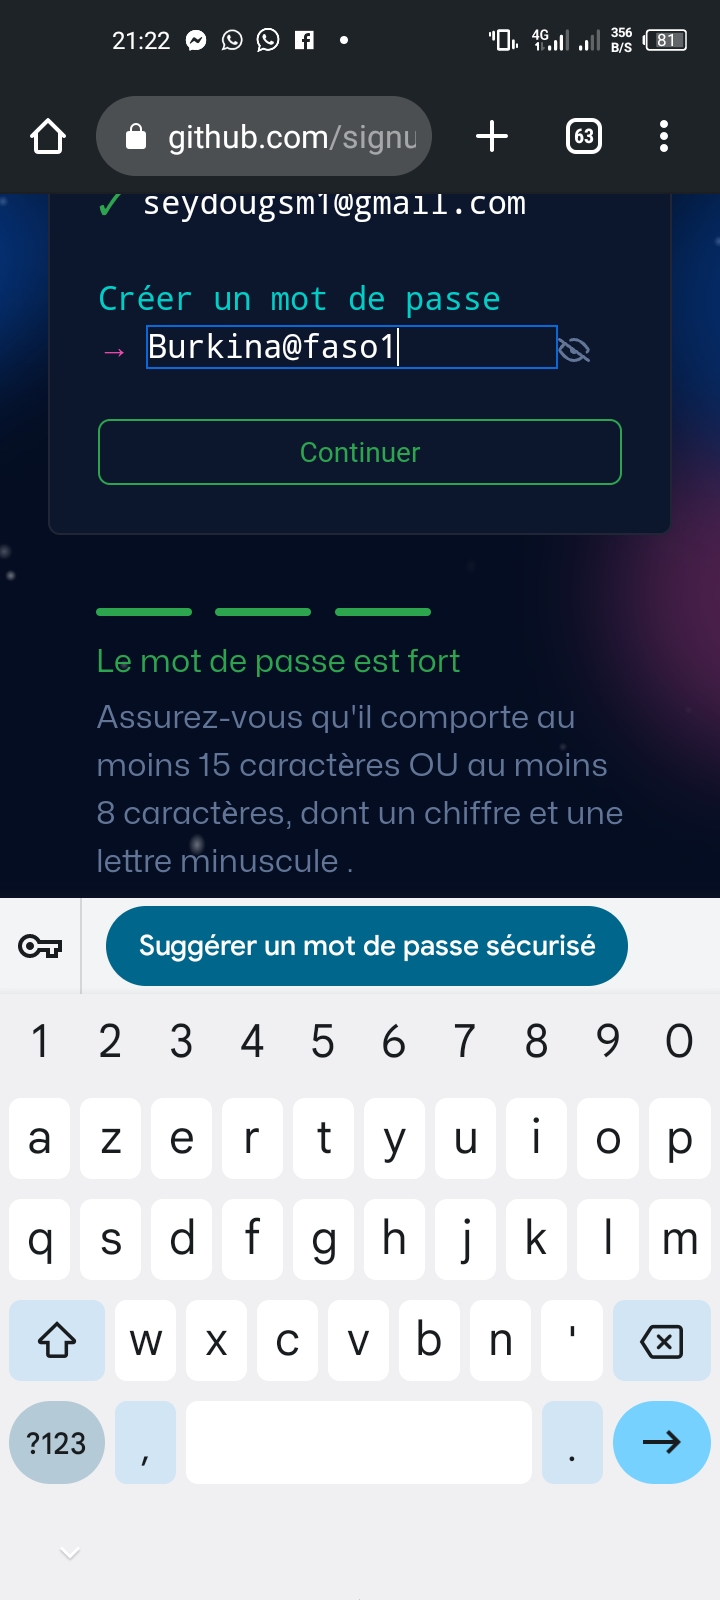 21:22
4G
356
B/S
81
github.com/signu
63
✓ seydougsm1@gmail.com
Créer un mot de passe
→ Burkina@faso1
Continuer
Le mot de passe est fort
Assurez-vous qu'il comporte au
moins 15 caractères OU au moins
8 caractères, dont un chiffre et une
lettre minuscule .
Suggérer un mot de passe sécurisé
1 2 3 4 5 6 7 8 9 0
a z e r t y u i o p
q s d f g h j k l m
w x c v b n '
?123 , . →